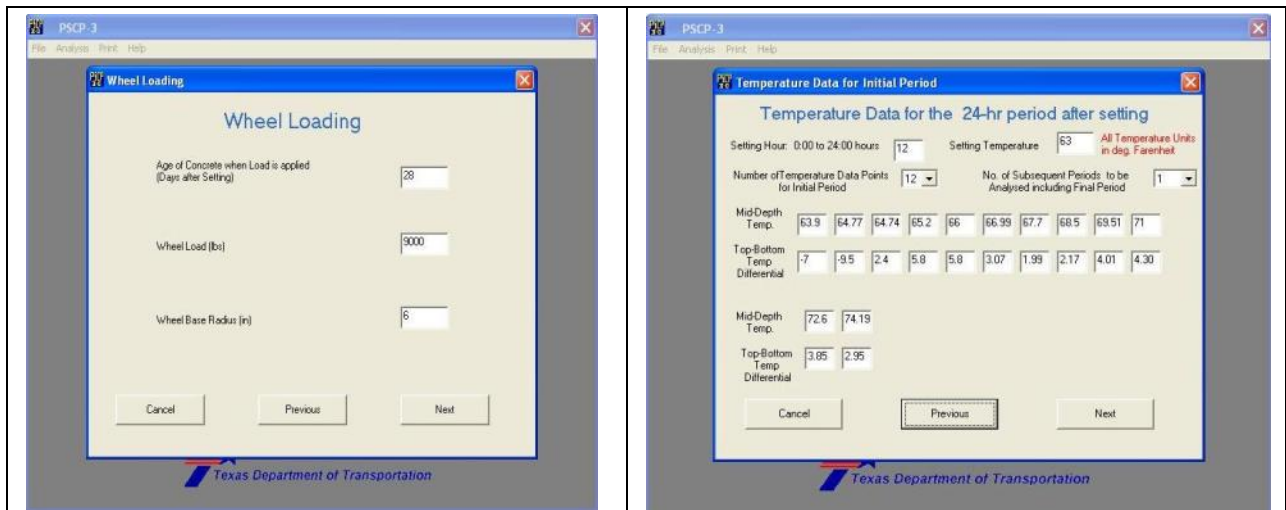 PSCP-3
File Analysis Print Help
Wheel Loading
Wheel Loading
Age of Concrete when Load is applied
(Days after Setting)
28
Wheel Load (lbs)
9000
Wheel Base Radius (in)
6
Cancel Previous Next
Texas Department of Transportation
PSCP-3
File Analysis Print Help
Temperature Data for Initial Period
Temperature Data for the 24-hr period after setting
Setting Hour: 0:00 to 24:00 hours 12 Setting Temperature 63 All Temperature Units
in deg. Farenheit
Number ofTemperature Data Points
for Initial Period
12
No. of Subsequent Periods to be
Analysed including Final Period
1
Mid-Depth
Temp.
63.9 64.77 64.74 65.2 66 66.99 67.7 68.5 69.51 71
Top-Bottom
Temp
Differential
-7 -9.5 2.4 5.8 5.8 3.07 1.99 2.17 4.01 4.30
Mid-Depth
Temp.
72.6 74.19
Top-Bottom
Temp
Differential
3.85 2.95
Cancel Previous Next
Texas Department of Transportation